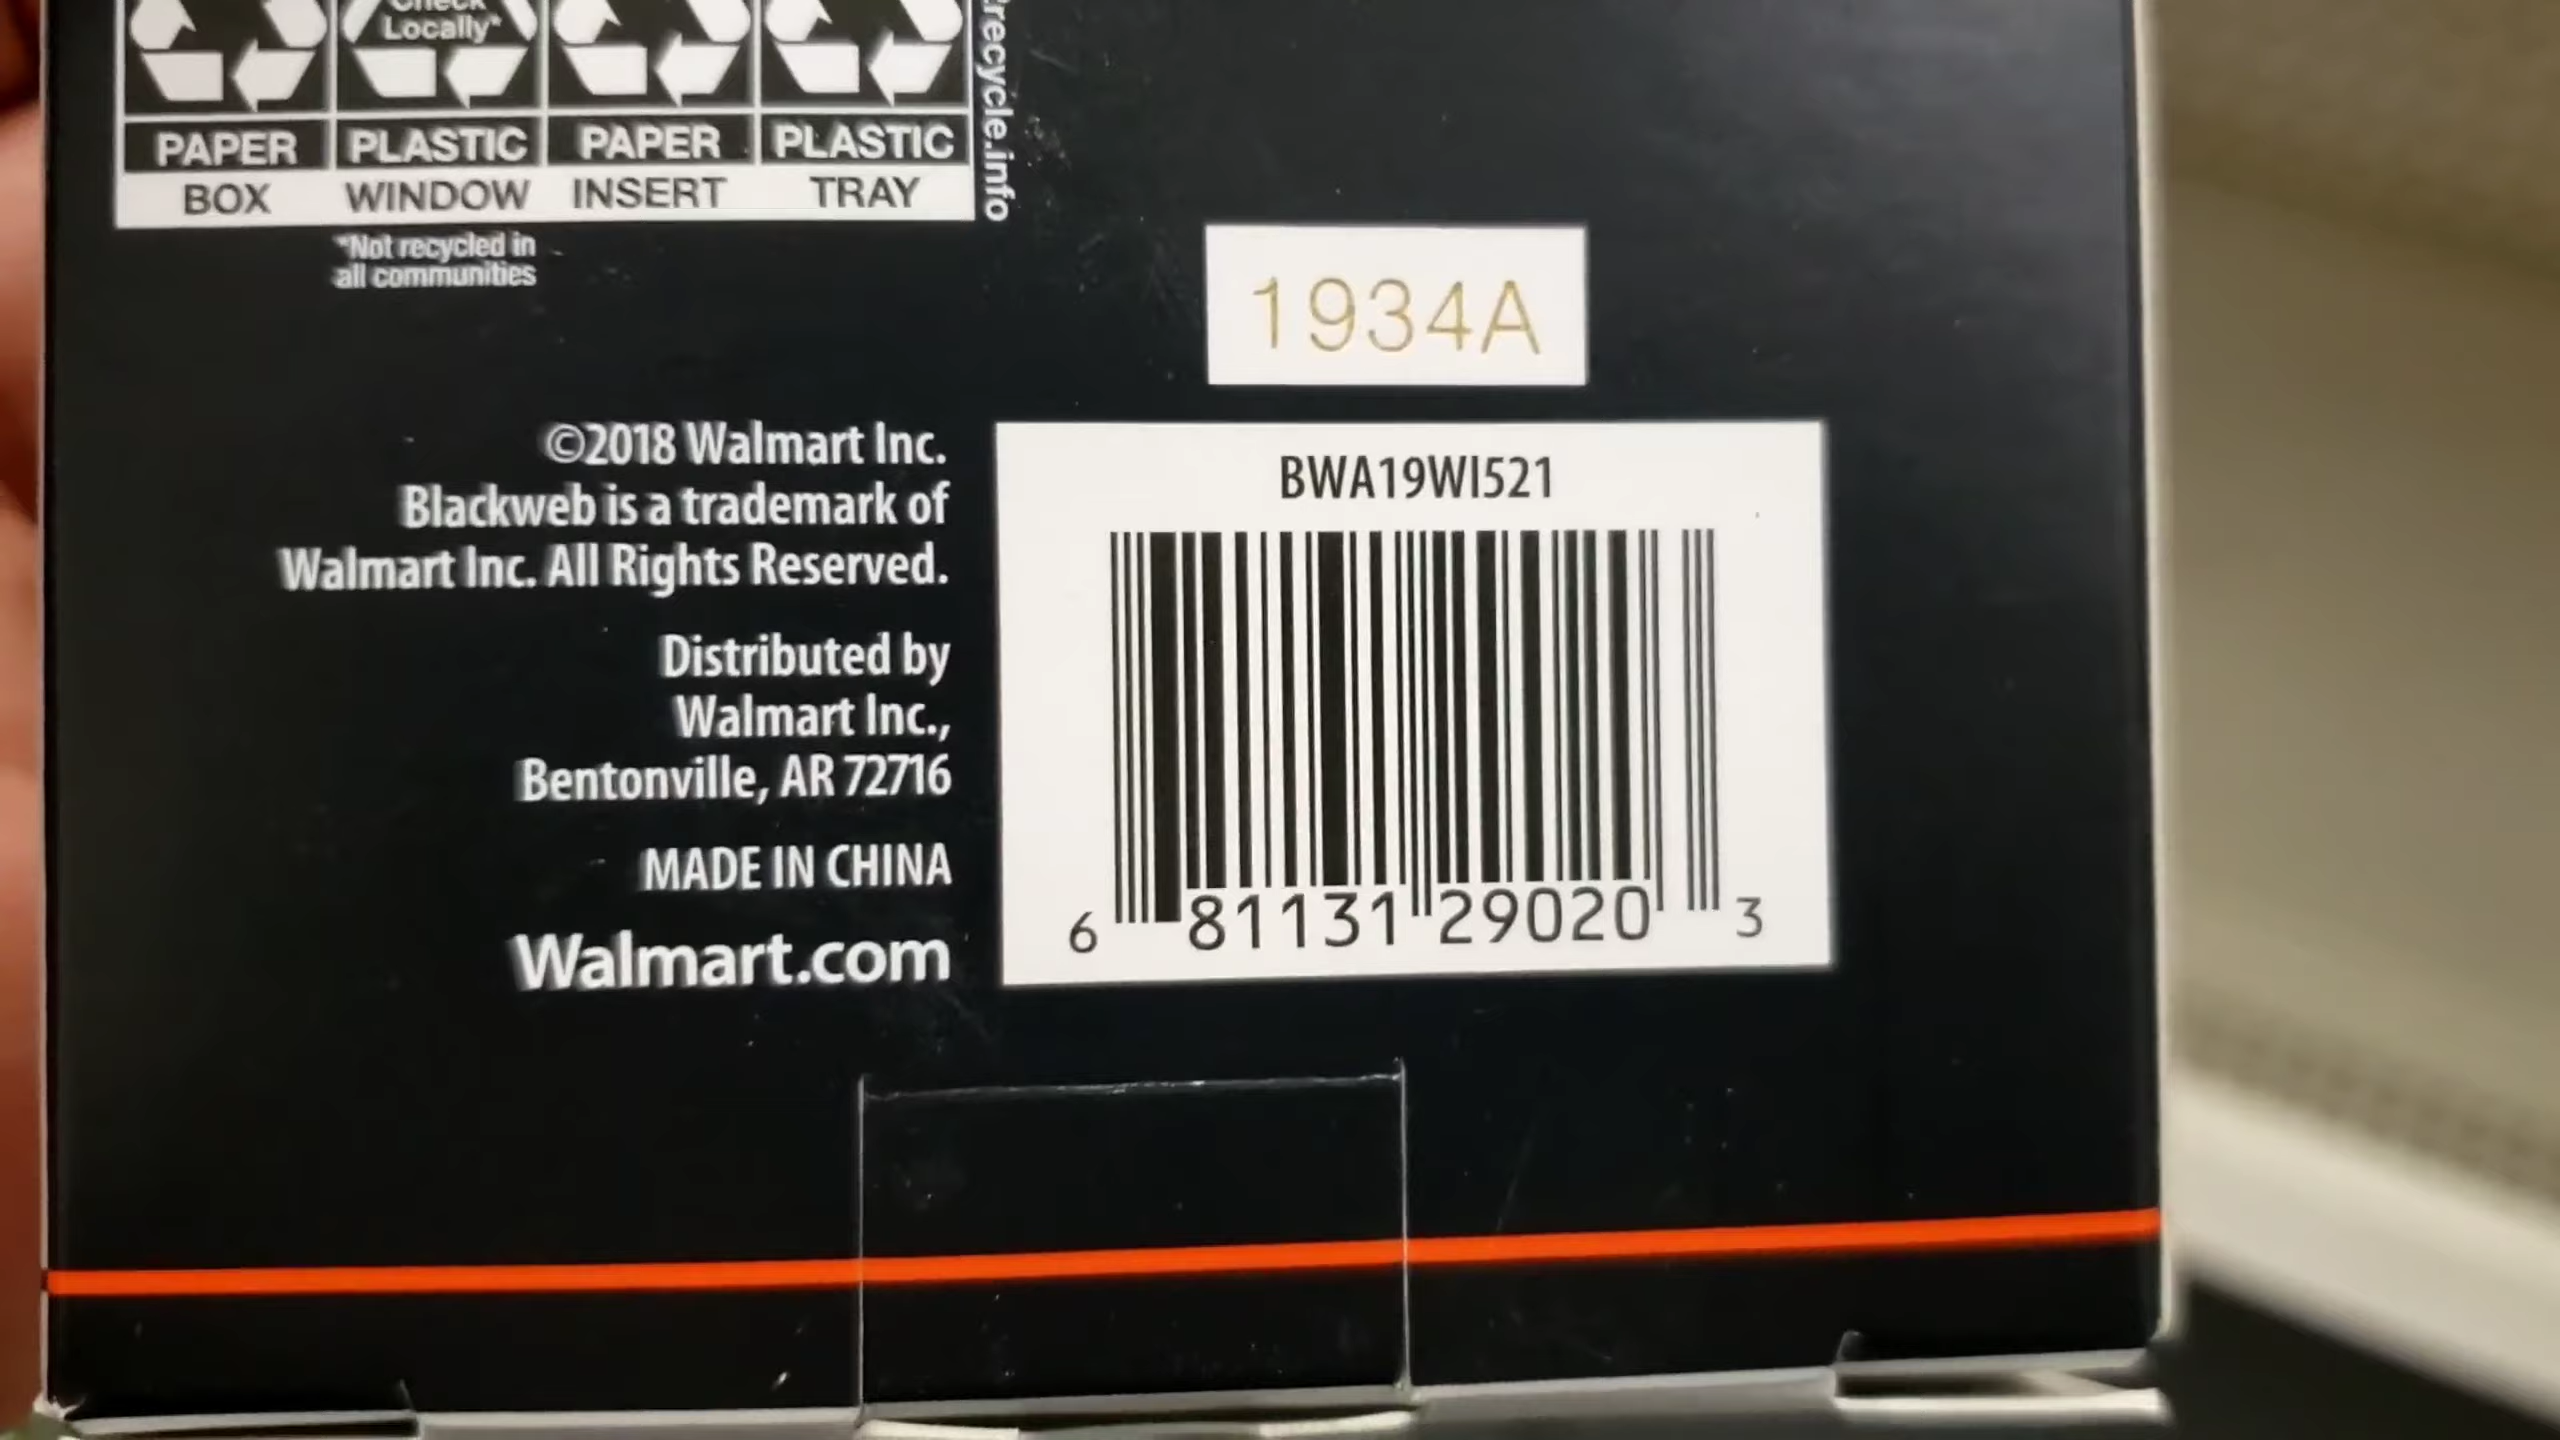 Check
Locally*
PAPER PLASTIC PAPER PLASTIC
BOX WINDOW INSERT TRAY
recycle.info
*Not recycled in
all communities
1934A
©2018 Walmart Inc.
Blackweb is a trademark of
Walmart Inc. All Rights Reserved.
Distributed by
Walmart Inc.,
Bentonville, AR 72716
MADE IN CHINA
Walmart.com
BWA19WI521
6 81131 29020 3